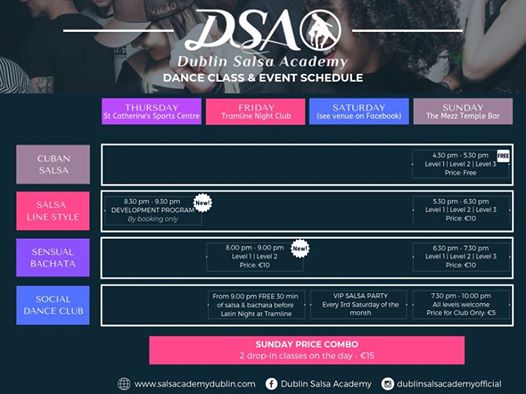 VILÃO
DSA
Dublin Salsa Academy
DANCE CLASS & EVENT SCHEDULE
THURSDAY
St Catherine's Sports Centre
FRIDAY
Tramline Night Club
SATURDAY
(see venue on Facebook)
SUNDAY
The Mezz Temple Bar
CUBAN
SALSA
4.30 pm - 5.30 pm
Level 1 | Level 2 | Level 3
Price: Free
FREE
SALSA
LINE STYLE
8.30 pm - 9.30 pm
DEVELOPMENT PROGRAM
By booking only
New!
5.30 pm - 6.30 pm
Level 1 | Level 2 | Level 3
Price: €10
SENSUAL
BACHATA
8.00 pm - 9.00 pm
Level 1 | Level 2
Price: €10
New!
6.30 pm - 7.30 pm
Level 1 | Level 2 | Level 3
Price: €10
SOCIAL
DANCE CLUB
From 9.00 pm FREE 30 min
of salsa & bachata before
Latin Night at Tramline
VIP SALSA PARTY
Every 3rd Saturday of the
month
7.30 pm - 10.00 pm
All levels welcome
Price for Club Only: €5
SUNDAY PRICE COMBO
2 drop-in classes on the day - €15
www.salsacademydublin.com
Dublin Salsa Academy
dublinsalsacademyofficial